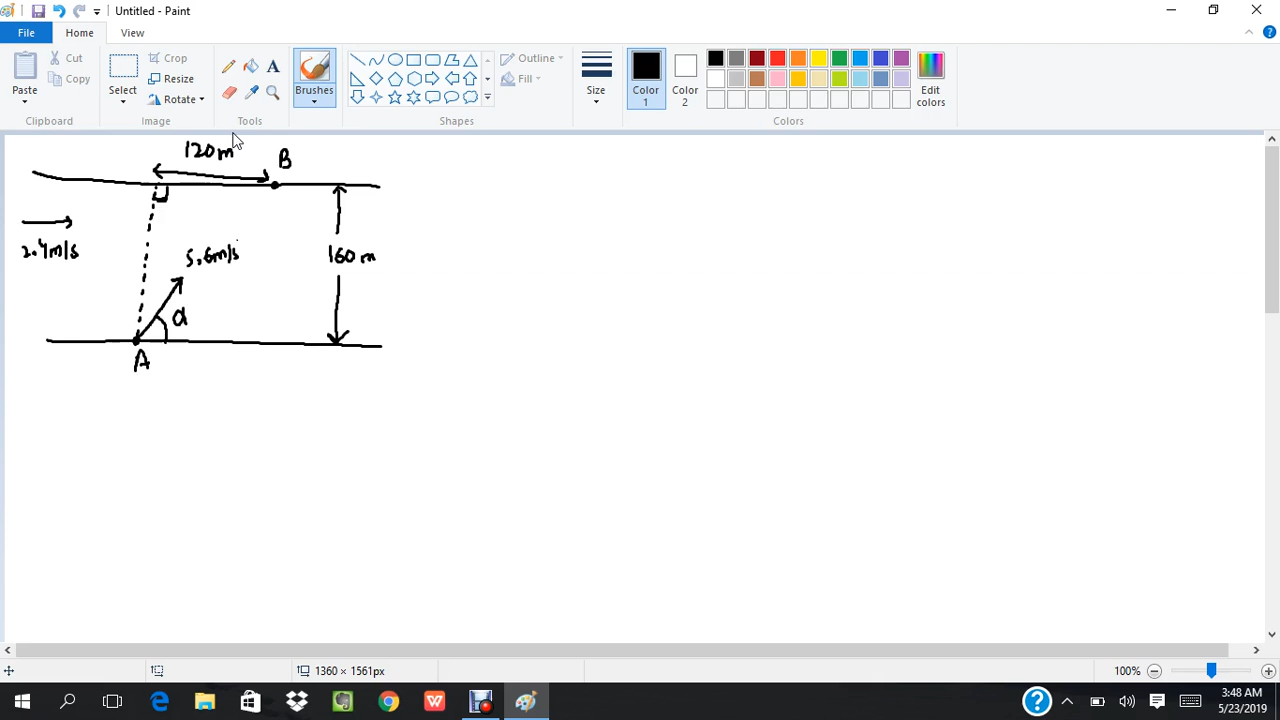 Untitled - Paint
File
Home
View
Paste
Cut
Copy
Clipboard
Select
Crop
Resize
Rotate
Image
Tools
Brushes
Shapes
Outline
Fill
Size
Color 1
Color 2
Edit colors
Colors
120m
B
2.4m/s
5.6m/s
160m
α
A
1360 × 1561px
100%
3:48 AM
5/23/2019